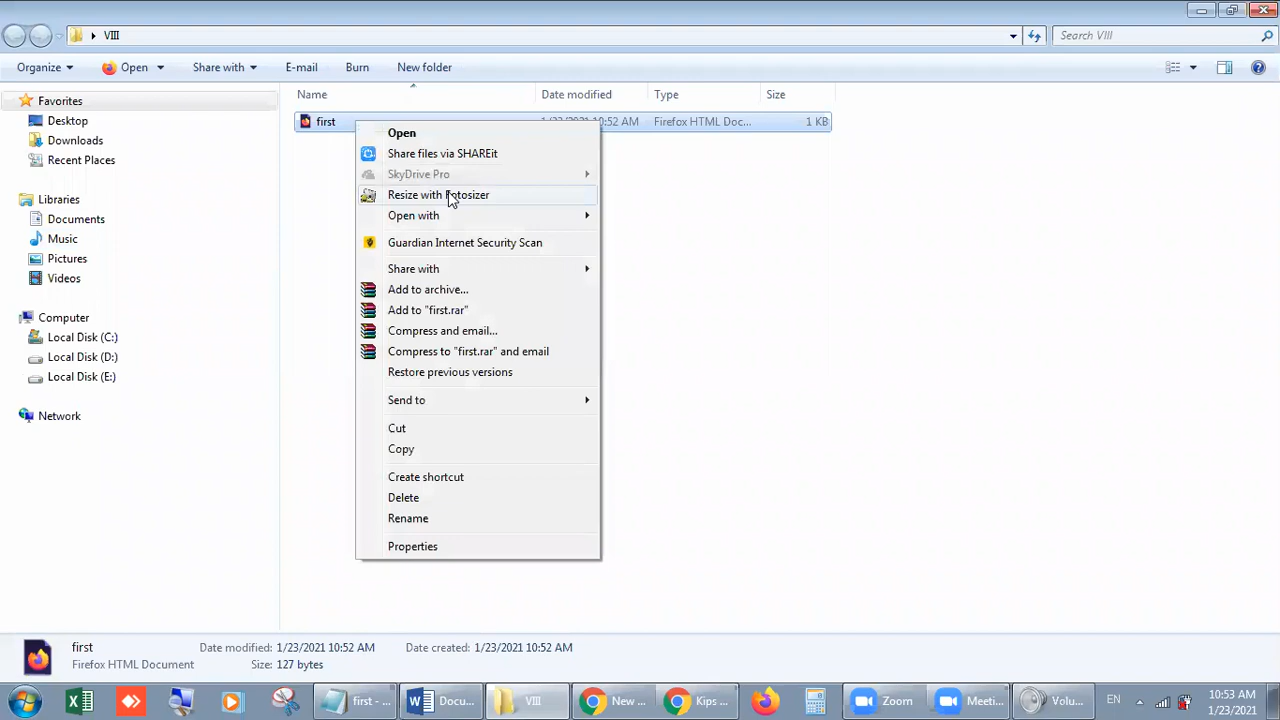 VIII
Search VIII
Organize Open Share with E-mail Burn New folder
Name Date modified Type Size
first 1/23/2021 10:52 AM Firefox HTML Doc... 1 KB
Favorites
Desktop
Downloads
Recent Places
Libraries
Documents
Music
Pictures
Videos
Computer
Local Disk (C:)
Local Disk (D:)
Local Disk (E:)
Network
Open
Share files via SHAREit
SkyDrive Pro
Resize with Fotosizer
Open with
Guardian Internet Security Scan
Share with
Add to archive...
Add to "first.rar"
Compress and email...
Compress to "first.rar" and email
Restore previous versions
Send to
Cut
Copy
Create shortcut
Delete
Rename
Properties
first Date modified: 1/23/2021 10:52 AM Date created: 1/23/2021 10:52 AM
Firefox HTML Document Size: 127 bytes
first - ... Docu... VIII New ... Kips ... Zoom Meeti... Volu... EN 10:53 AM
1/23/2021